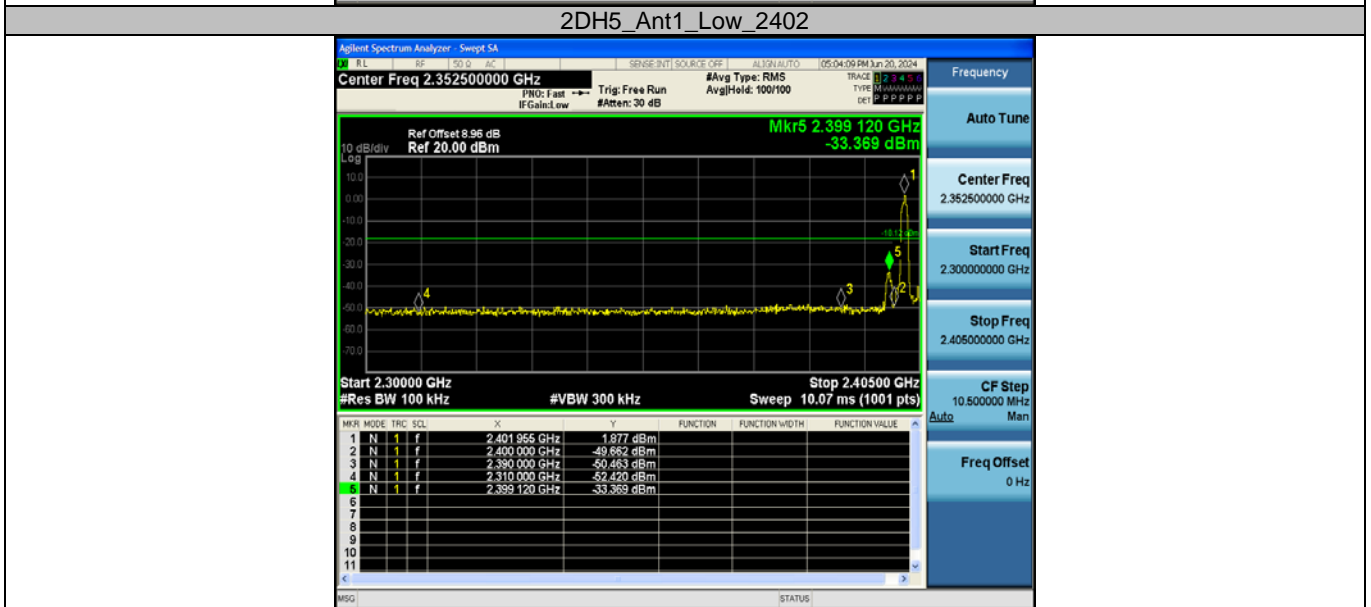 2DH5_Ant1_Low_2402
Agilent Spectrum Analyzer - Swept SA
RL RF 50 Ω AC SENSE:INT SOURCE OFF ALIGN AUTO 05:04:09 PM Jun 20, 2024
Center Freq 2.352500000 GHz
PNO: Fast
IFGain:Low
Trig: Free Run
#Atten: 30 dB
#Avg Type: RMS
Avg|Hold: 100/100
TRACE 1 2 3 4 5 6
TYPE M
DET P P P P P P
Frequency
Mkr5 2.399 120 GHz
-33.369 dBm
Ref Offset 8.96 dB
10 dB/div Ref 20.00 dBm
Log
10.0
0.00
-10.0
-20.0
-30.0
-40.0
-50.0
-60.0
-70.0
1
-18.12 dBm
5
4
3
2
Start 2.30000 GHz Stop 2.40500 GHz
#Res BW 100 kHz #VBW 300 kHz Sweep 10.07 ms (1001 pts)
MKR MODE TRC SCL X Y FUNCTION FUNCTION WIDTH FUNCTION VALUE
1 N 1 f 2.401 955 GHz 1.877 dBm
2 N 1 f 2.400 000 GHz -49.662 dBm
3 N 1 f 2.390 000 GHz -50.463 dBm
4 N 1 f 2.310 000 GHz -52.420 dBm
5 N 1 f 2.399 120 GHz -33.369 dBm
6
7
8
9
10
11
MSG STATUS
Auto Tune
Center Freq
2.352500000 GHz
Start Freq
2.300000000 GHz
Stop Freq
2.405000000 GHz
CF Step
10.500000 MHz
Auto Man
Freq Offset
0 Hz